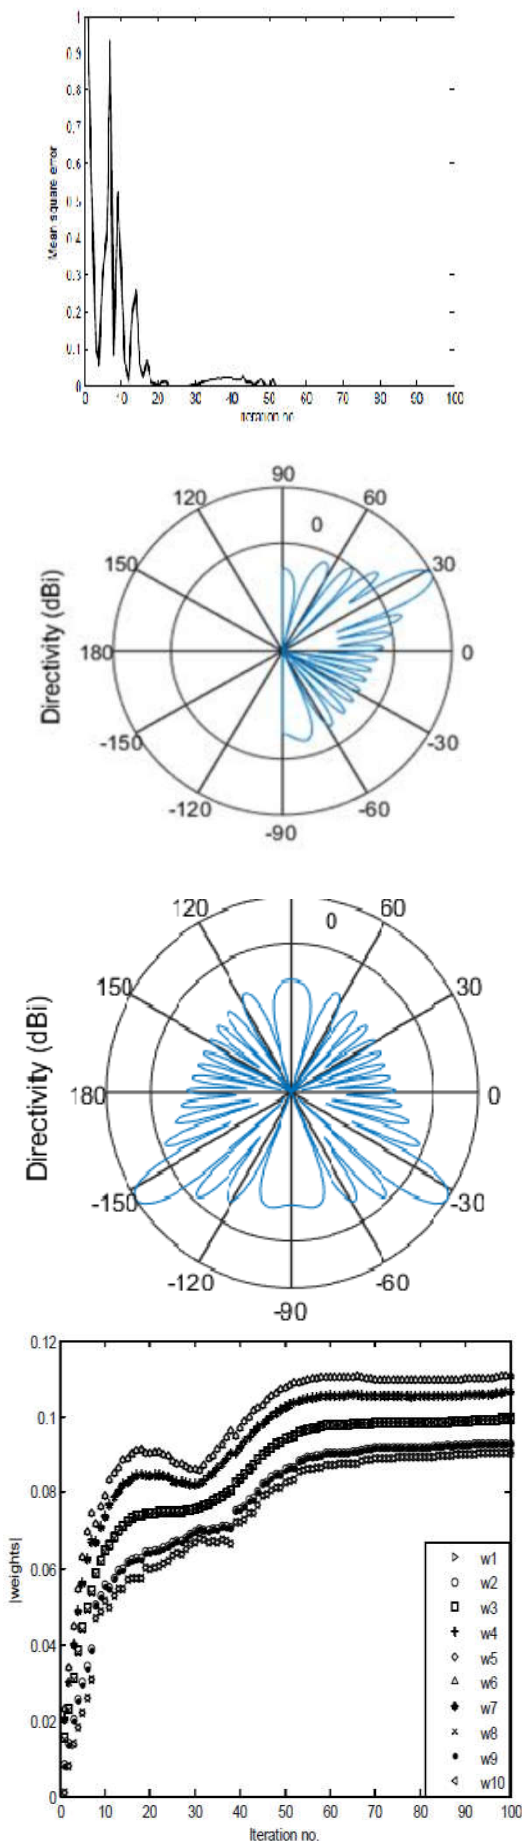 1
0.9
0.8
0.7
0.6
0.5
0.4
0.3
0.2
0.1
0
Mean square error
0 10 20 30 40 50 60 70 80 90 100
Iteration no
90
120 60
0
150 30
Directivity (dBi)
180 0
-150 -30
-120 -60
-90
120 60
0
150 30
Directivity (dBi)
180 0
-150 -30
-120 -60
-90
0.12
0.1
0.08
0.06
0.04
0.02
0
|weights|
w1
w2
w3
w4
w5
w6
w7
w8
w9
w10
0 10 20 30 40 50 60 70 80 90 100
Iteration no.